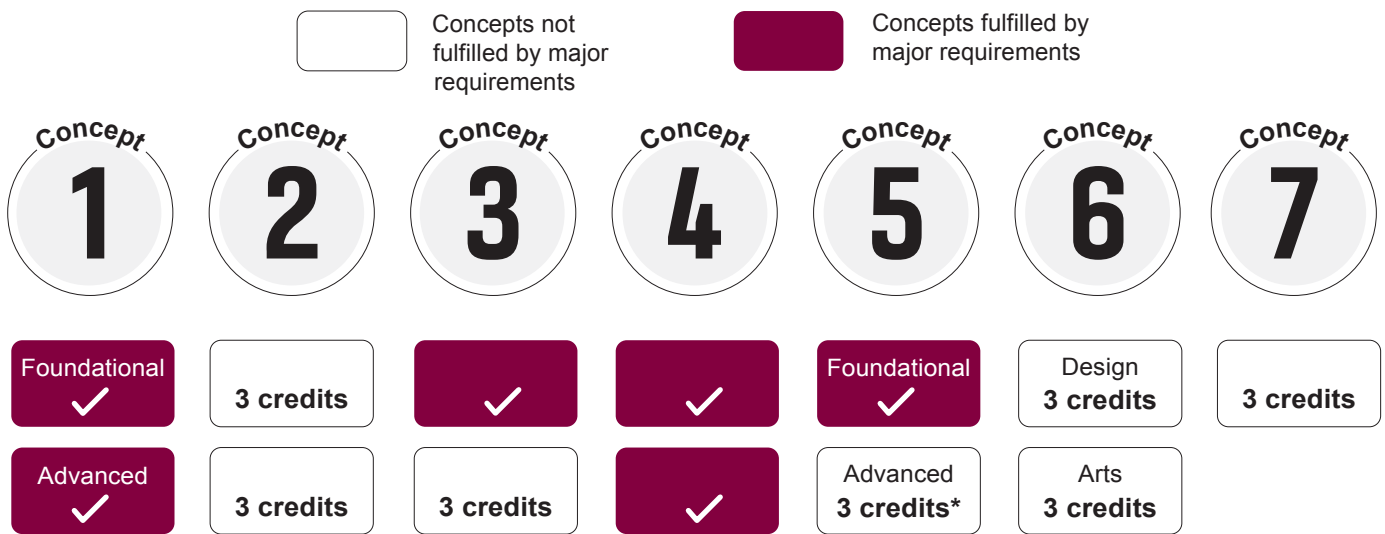 Concepts not
fulfilled by major
requirements
Concepts fulfilled by
major requirements
Concept
1
Concept
2
Concept
3
Concept
4
Concept
5
Concept
6
Concept
7
Foundational
3 credits
Foundational
Design
3 credits
3 credits
Advanced
3 credits
3 credits
Advanced
3 credits*
Arts
3 credits